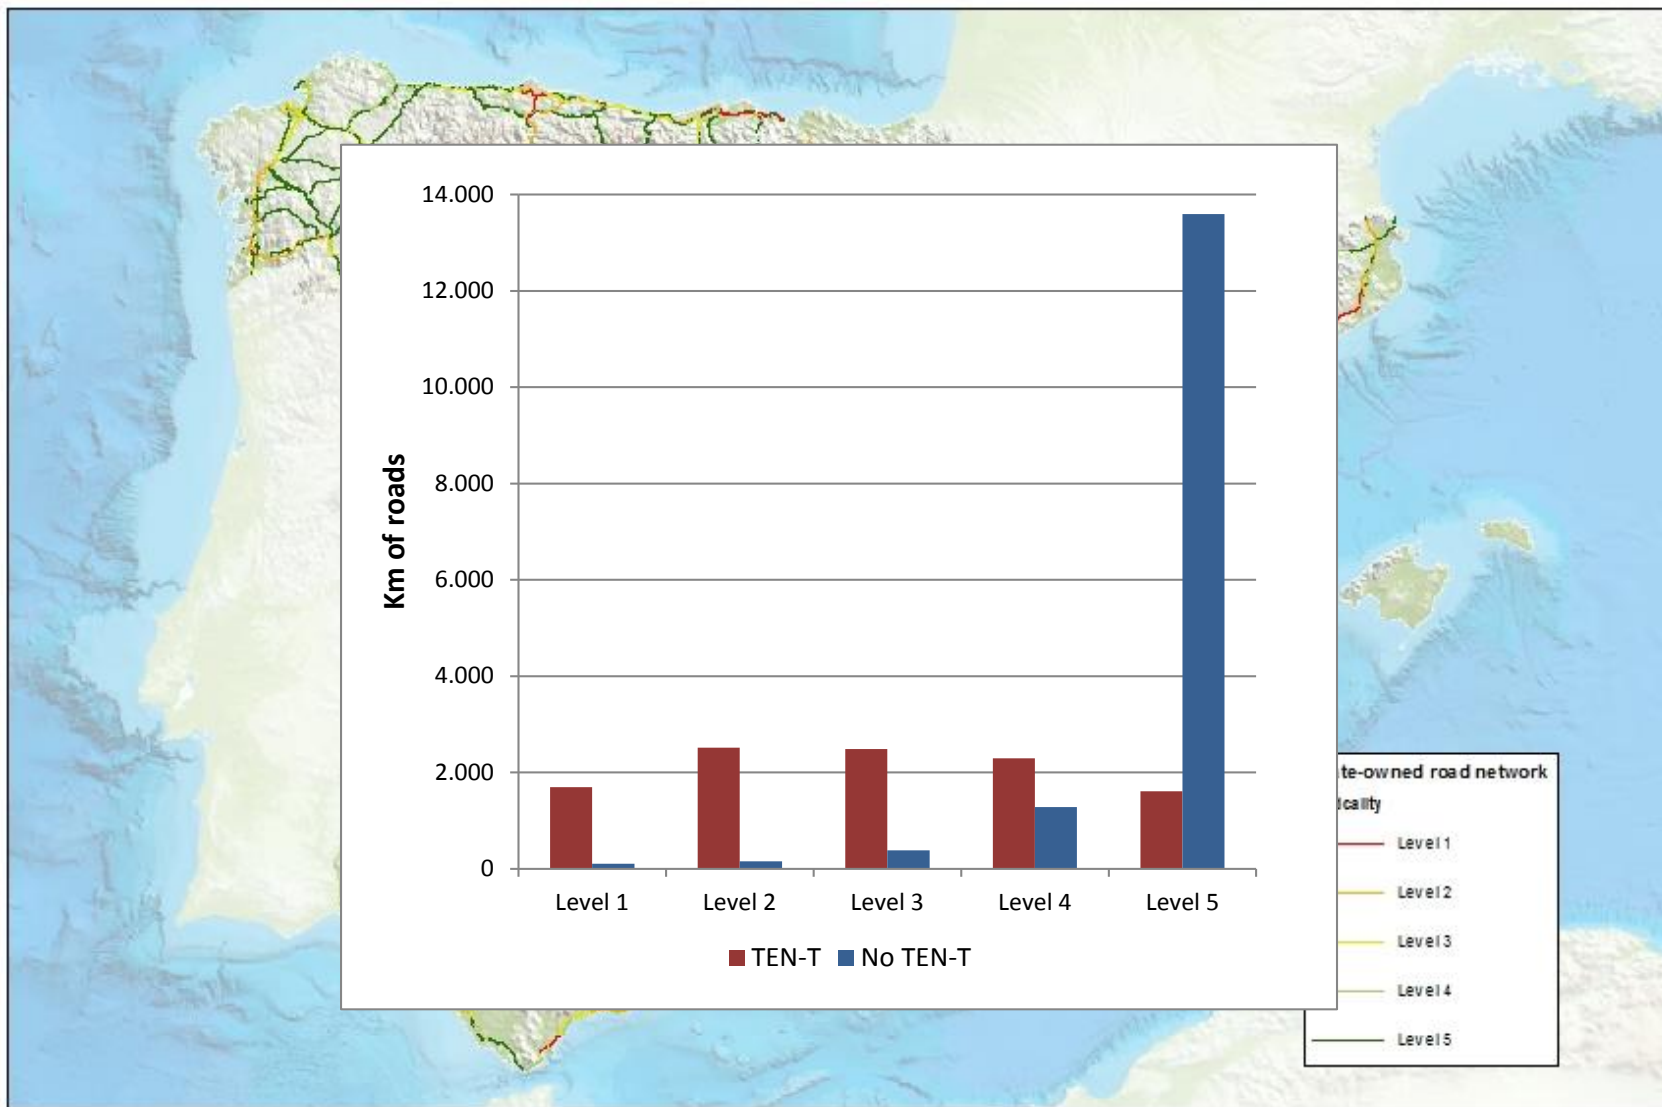 14.000
12.000
10.000
8.000
6.000
4.000
2.000
0
Km of roads
Level 1 Level 2 Level 3 Level 4 Level 5
TEN-T No TEN-T
te-owned road network
icality
Level 1
Level 2
Level 3
Level 4
Level 5